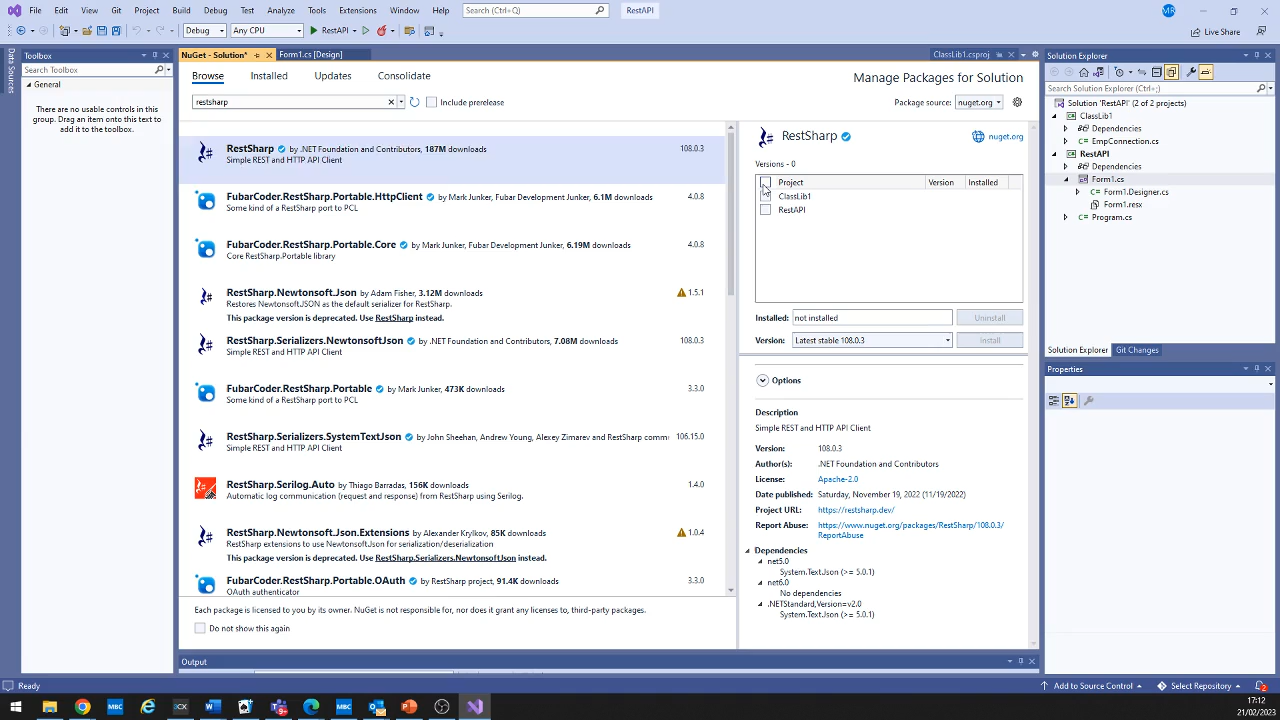 File Edit View Git Project Build Debug Test Analyze Tools Extensions Window Help Search (Ctrl+Q) RestAPI MR
Debug Any CPU RestAPI Live Share
Data Sources
Toolbox
Search Toolbox
General
There are no usable controls in this
group. Drag an item onto this text to
add it to the toolbox.
NuGet - Solution* Form1.cs [Design] ClassLib1.csproj
Browse Installed Updates Consolidate Manage Packages for Solution
restsharp Include prerelease Package source: nuget.org
RestSharp by .NET Foundation and Contributors, 187M downloads 108.0.3
Simple REST and HTTP API Client
FubarCoder.RestSharp.Portable.HttpClient by Mark Junker, Fubar Development Junker, 6.1M downloads 4.0.8
Some kind of a RestSharp port to PCL
FubarCoder.RestSharp.Portable.Core by Mark Junker, Fubar Development Junker, 6.19M downloads 4.0.8
Core RestSharp.Portable library
RestSharp.Newtonsoft.Json by Adam Fisher, 3.12M downloads 1.5.1
Restores NewtonsoftJSON as the default serializer for RestSharp.
This package version is deprecated. Use RestSharp instead.
RestSharp.Serializers.NewtonsoftJson by .NET Foundation and Contributors, 7.08M downloads 108.0.3
Simple REST and HTTP API Client
FubarCoder.RestSharp.Portable by Mark Junker, 473K downloads 3.3.0
Some kind of a RestSharp port to PCL
RestSharp.Serializers.SystemTextJson by John Sheehan, Andrew Young, Alexey Zimarev and RestSharp comm 106.15.0
Simple REST and HTTP API Client
RestSharp.Serilog.Auto by Thiago Barradas, 156K downloads 1.4.0
Automatic log communication (request and response) from RestSharp using Serilog.
RestSharp.Newtonsoft.Json.Extensions by Alexander Krylkov, 85K downloads 1.0.4
RestSharp extensions to use NewtonsoftJson for serialization/deserialization
This package version is deprecated. Use RestSharp.Serializers.NewtonsoftJson instead.
FubarCoder.RestSharp.Portable.OAuth by RestSharp project, 91.4K downloads 3.3.0
OAuth authenticator
Each package is licensed to you by its owner. NuGet is not responsible for, nor does it grant any licenses to, third-party packages.
Do not show this again
RestSharp nuget.org
Versions - 0
Project Version Installed
ClassLib1
RestAPI
Installed: not installed Uninstall
Version: Latest stable 108.0.3 Install
Options
Description
Simple REST and HTTP API Client
Version: 108.0.3
Author(s): .NET Foundation and Contributors
License: Apache-2.0
Date published: Saturday, November 19, 2022 (11/19/2022)
Project URL: https://restsharp.dev/
Report Abuse: https://www.nuget.org/packages/RestSharp/108.0.3/
ReportAbuse
Dependencies
net5.0
System.Text.Json (>= 5.0.1)
net6.0
No dependencies
.NETStandard,Version=v2.0
System.Text.Json (>= 5.0.1)
Solution Explorer
Search Solution Explorer (Ctrl+;)
Solution 'RestAPI' (2 of 2 projects)
ClassLib1
Dependencies
EmpConnection.cs
RestAPI
Dependencies
Form1.cs
Form1.Designer.cs
Form1.resx
Program.cs
Solution Explorer Git Changes
Properties
Output
Ready Add to Source Control Select Repository 2
MBC MBC
17:12
21/02/2023